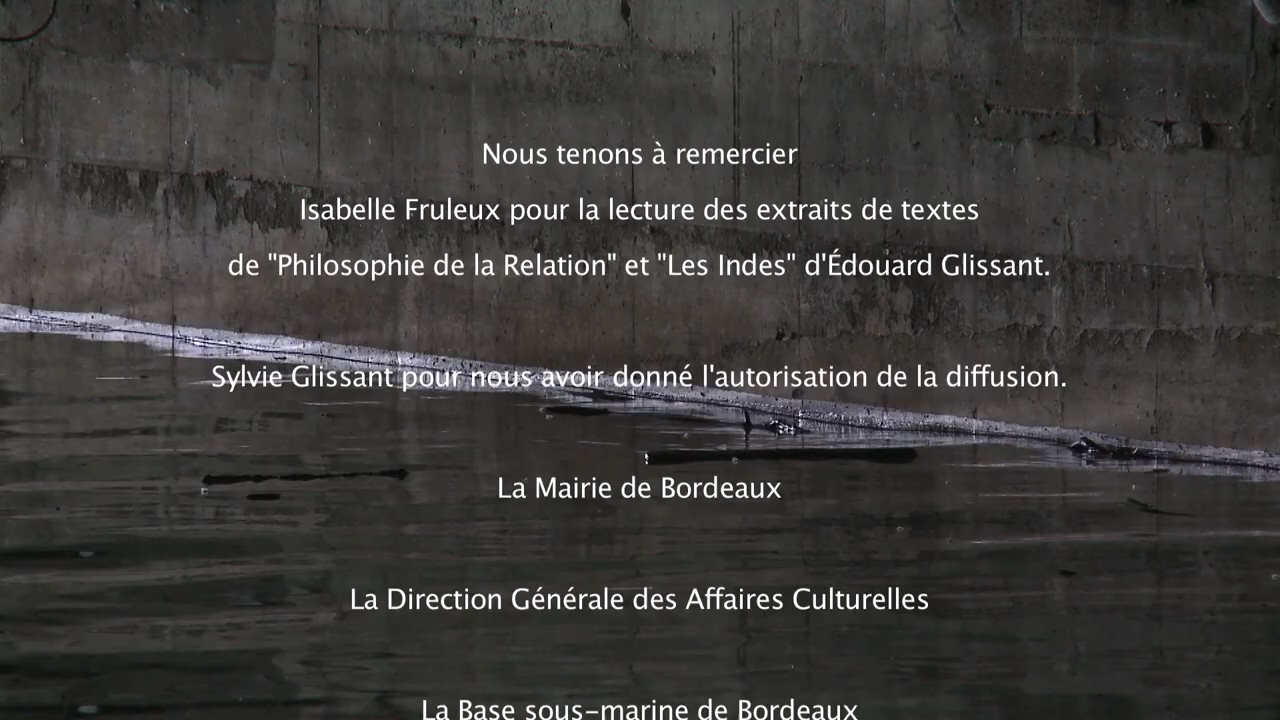 Nous tenons à remercier
Isabelle Fruleux pour la lecture des extraits de textes
de "Philosophie de la Relation" et "Les Indes" d'Édouard Glissant.
Sylvie Glissant pour nous avoir donné l'autorisation de la diffusion.
La Mairie de Bordeaux
La Direction Générale des Affaires Culturelles
La Base sous-marine de Bordeaux